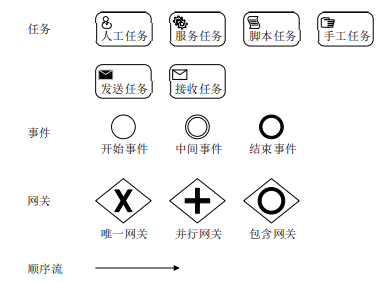 任务
人工任务 服务任务 脚本任务 手工任务
发送任务 接收任务
事件
开始事件 中间事件 结束事件
网关
唯一网关 并行网关 包含网关
顺序流